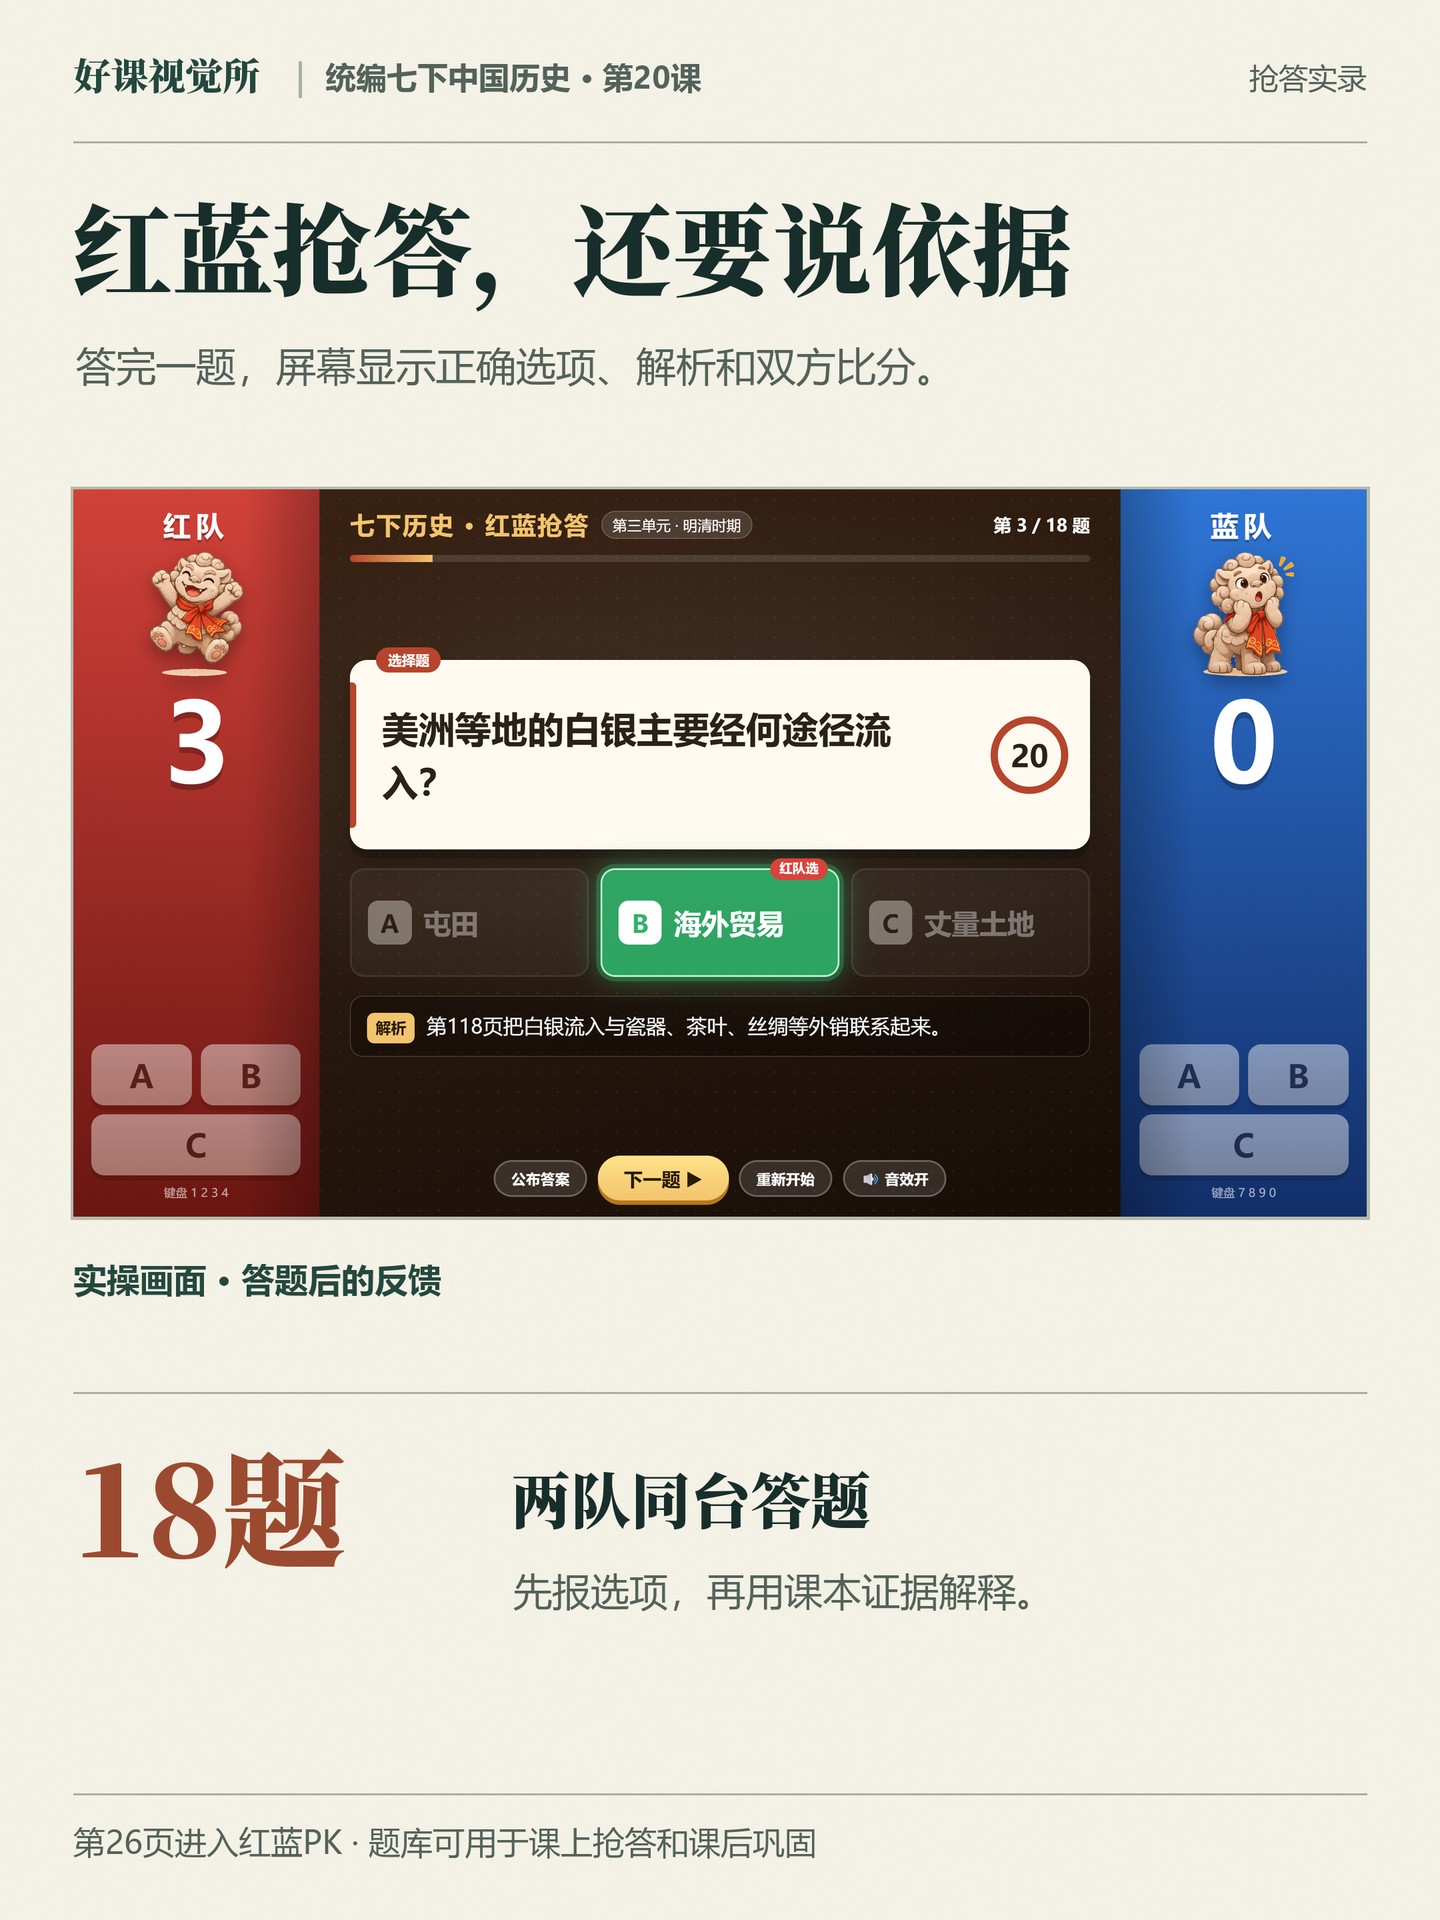 好课视觉所 | 统编七下中国历史·第20课
抢答实录
红蓝抢答，还要说依据
答完一题，屏幕显示正确选项、解析和双方比分。
红队
3
A
B
C
键盘 1 2 3 4
七下历史·红蓝抢答
第三单元·明清时期
第 3 / 18 题
选择题
美洲等地的白银主要经何途径流
入？
20
红队选
A 屯田
B 海外贸易
C 丈量土地
解析 第118页把白银流入与瓷器、茶叶、丝绸等外销联系起来。
公布答案
下一题 ▶
重新开始
🔊 音效开
蓝队
0
A
B
C
键盘 7 8 9 0
实操画面·答题后的反馈
18题
两队同台答题
先报选项，再用课本证据解释。
第26页进入红蓝PK·题库可用于课上抢答和课后巩固